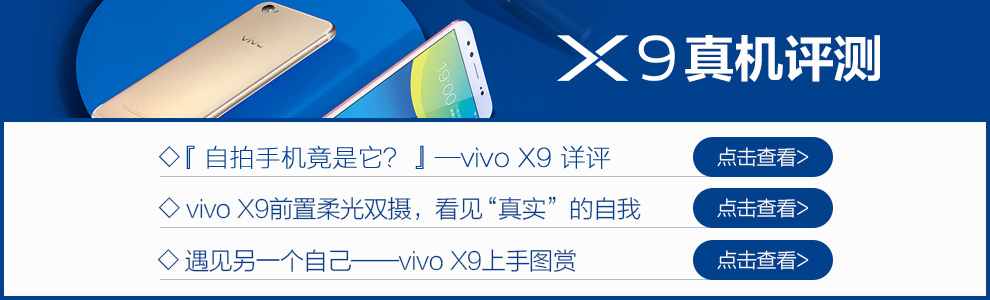 vivo
19:00
X9真机评测
◇『 自拍手机竟是它？ 』—vivo X9 详评
点击查看>
◇ vivo X9前置柔光双摄，看见“真实” 的自我
点击查看>
◇ 遇见另一个自己——vivo X9上手图赏
点击查看>